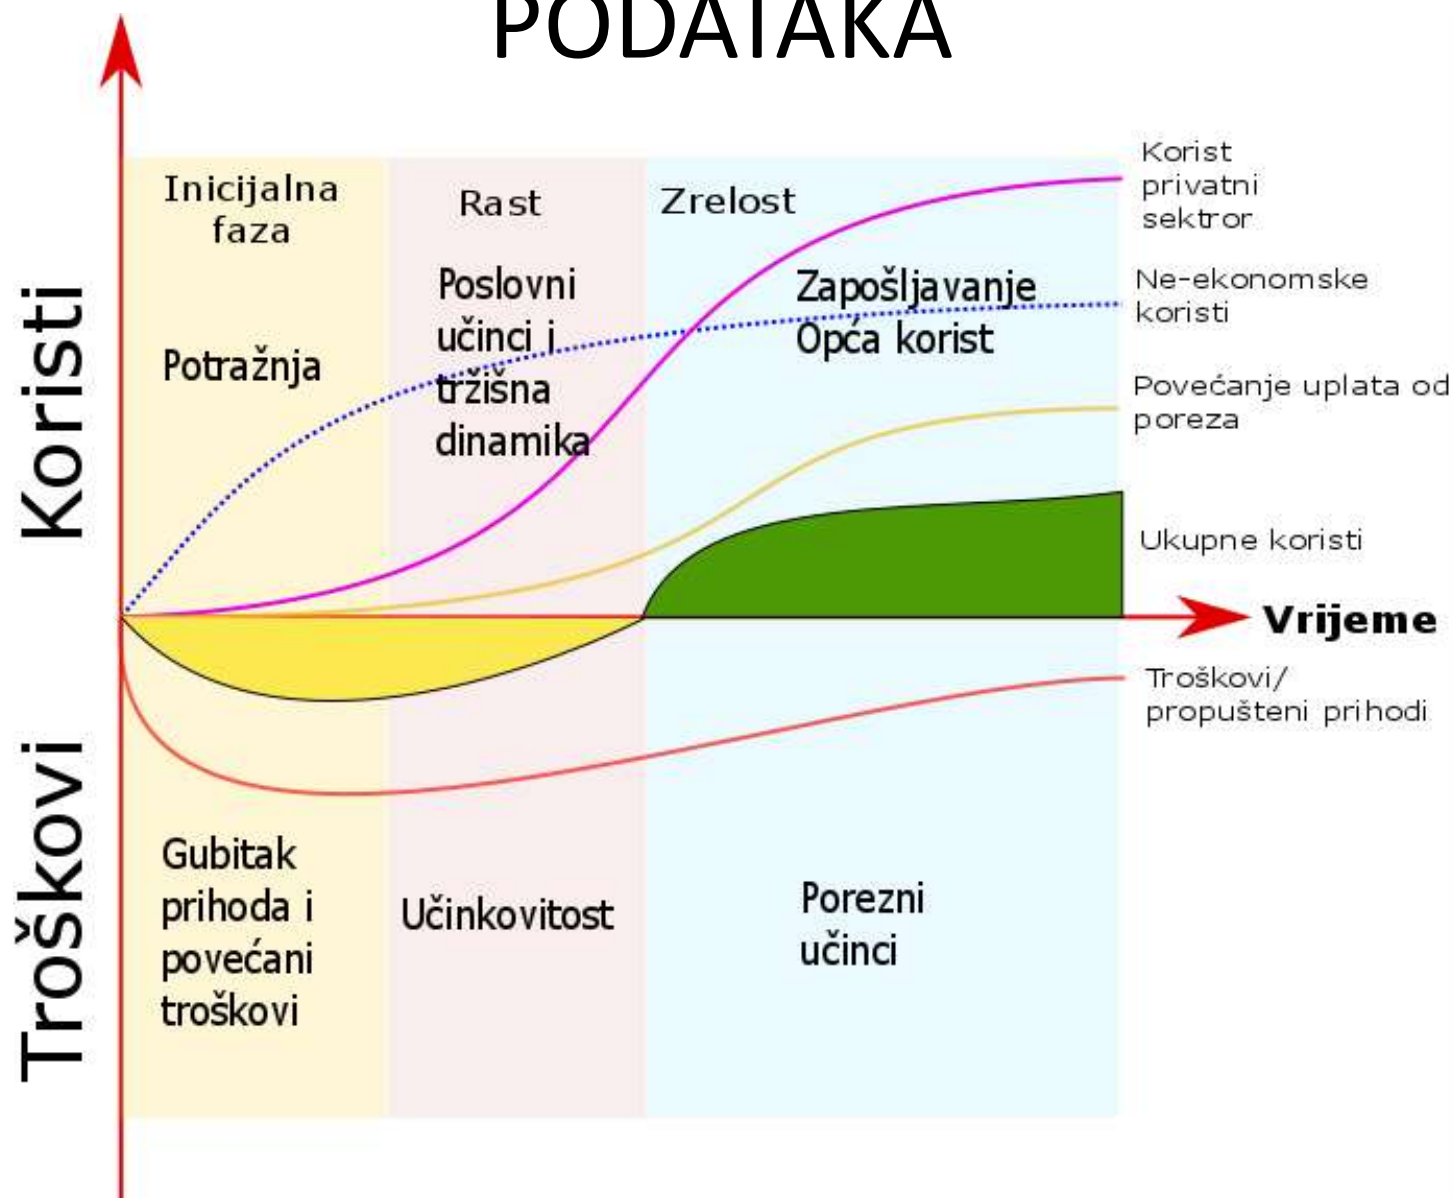 PODATAKA
Koristi
Troškovi
Inicijalna
faza
Rast
Zrelost
Potražnja
Poslovni
učinci i
tržišna
dinamika
Zapošljavanje
Opća korist
Korist
privatni
sektror
Ne-ekonomske
koristi
Povećanje uplata od
poreza
Ukupne koristi
Vrijeme
Troškovi/
propušteni prihodi
Gubitak
prihoda i
povećani
troškovi
Učinkovitost
Porezni
učinci